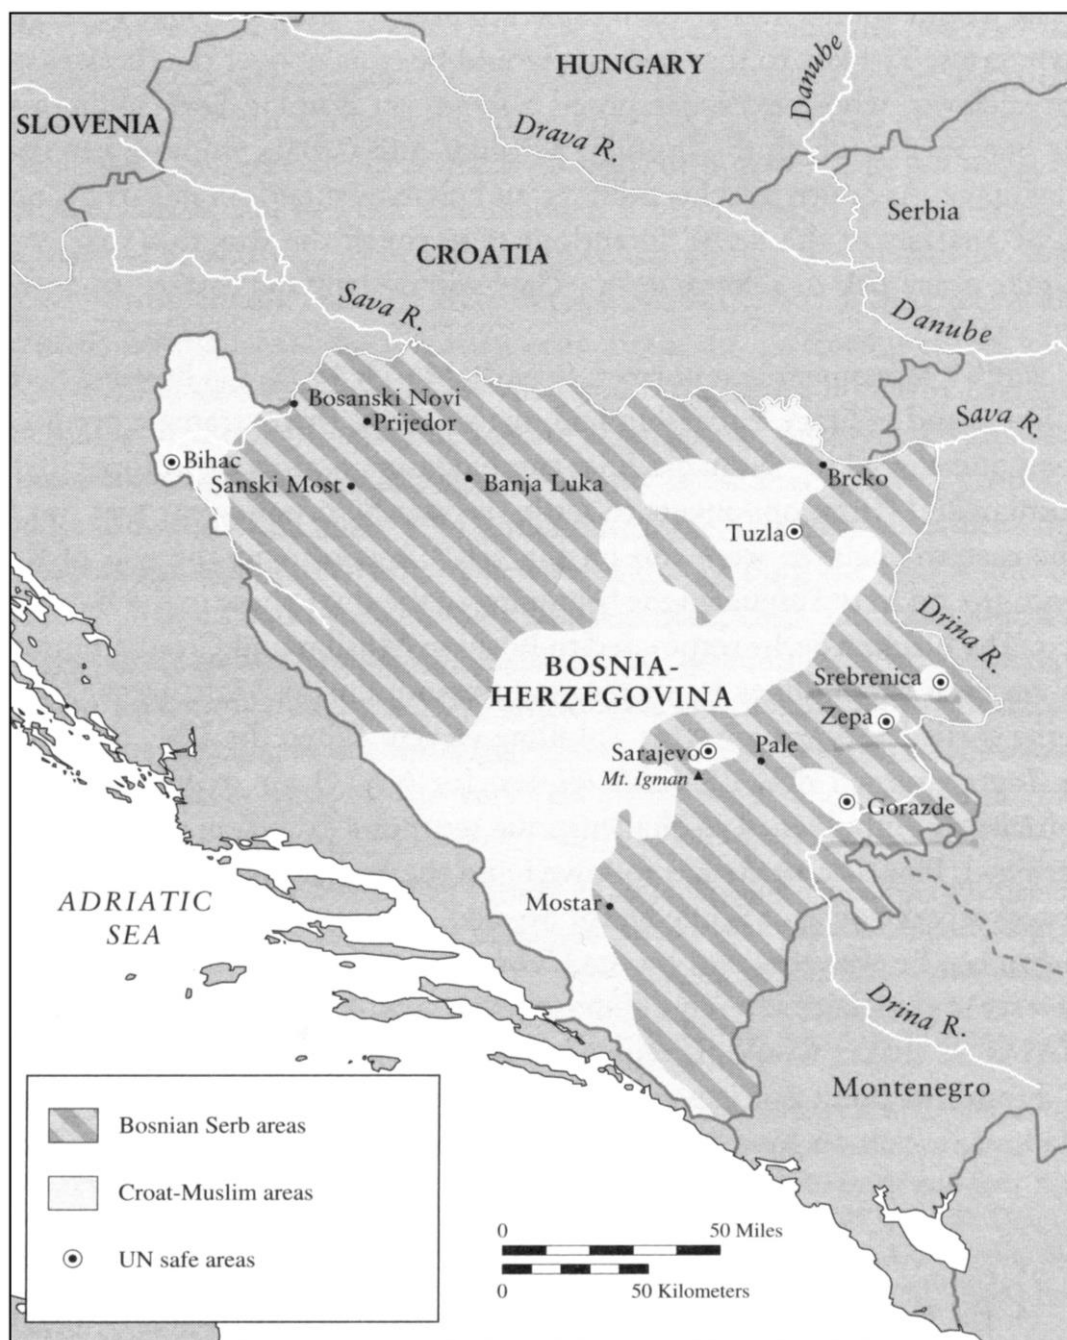 HUNGARY
Danube
SLOVENIA
Drava R.
Serbia
CROATIA
Sava R.
Danube
Bosanski Novi
Prijedor
Sava R.
Bihac
Sanski Most
Banja Luka
Brcko
Tuzla
Drina R.
BOSNIA-
HERZEGOVINA
Srebrenica
Zepa
Sarajevo
Pale
Mt. Igman
Gorazde
ADRIATIC
SEA
Mostar
Drina R.
Montenegro
Bosnian Serb areas
Croat-Muslim areas
UN safe areas
0 50 Miles
0 50 Kilometers